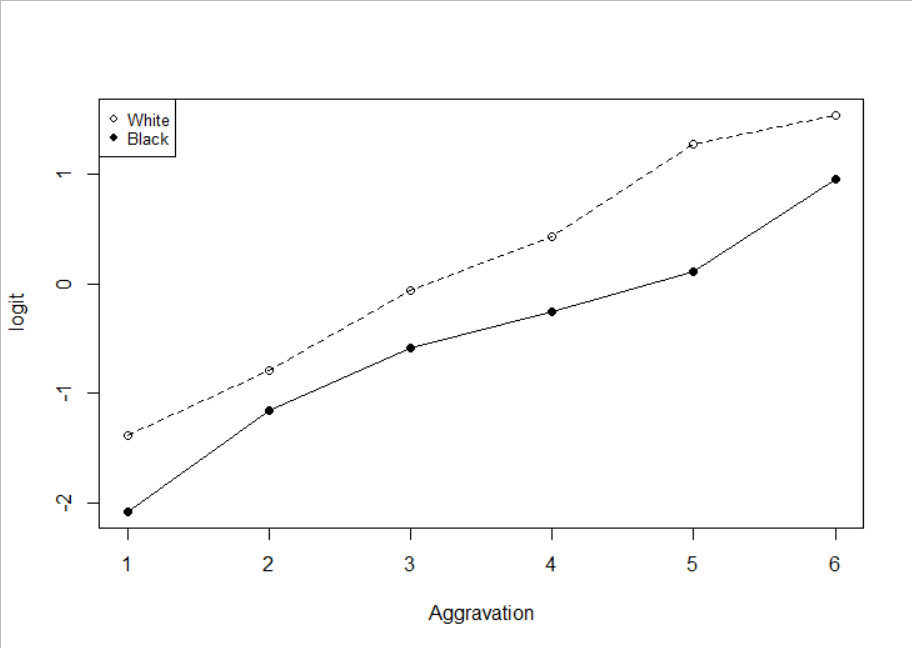 White
Black
1
0
-1
-2
logit
1 2 3 4 5 6
Aggravation